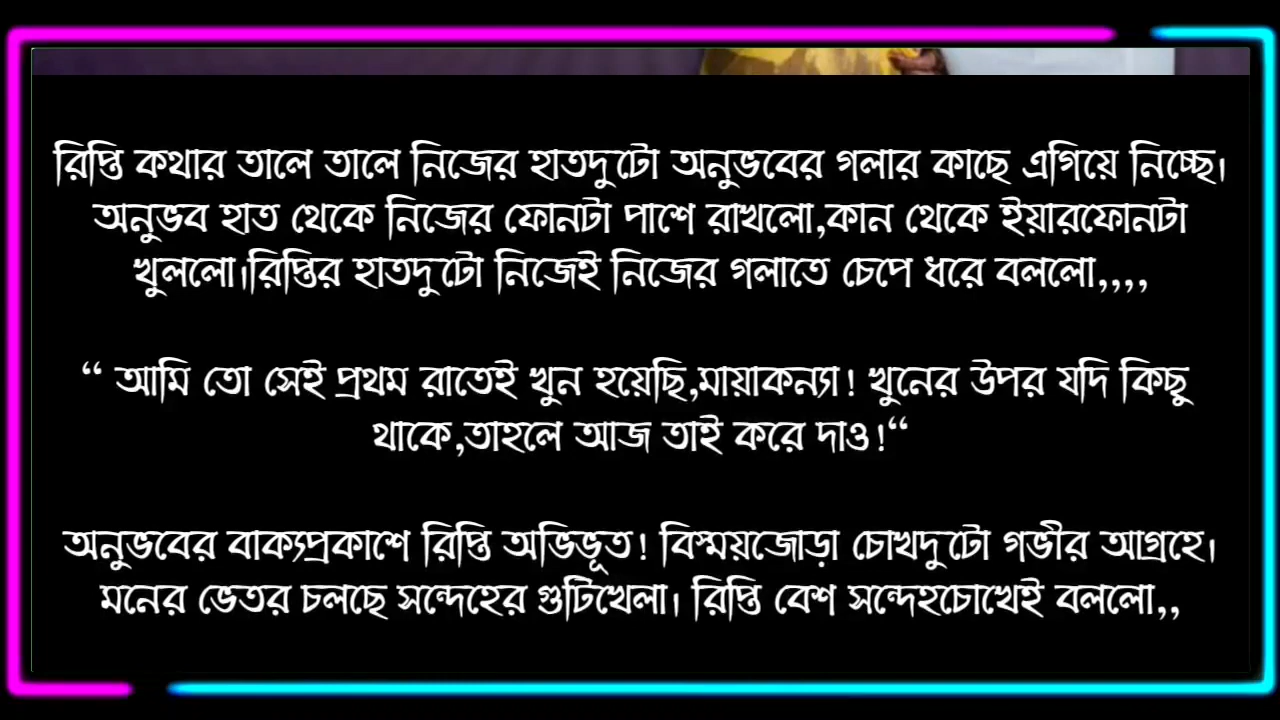 রিপ্তি কথার তালে তালে নিজের হাতদুটো অনুভবের গলার কাছে এগিয়ে নিচ্ছে।
অনুভব হাত থেকে নিজের ফোনটা পাশে রাখলো,কান থেকে ইয়ারফোনটা
খুললো।রিপ্তির হাতদুটো নিজেই নিজের গলাতে চেপে ধরে বললো,,,,
“ আমি তো সেই প্রথম রাতেই খুন হয়েছি,মায়াকন্যা! খুনের উপর যদি কিছু
থাকে,তাহলে আজ তাই করে দাও!“
অনুভবের বাক্যপ্রকাশে রিপ্তি অভিভূত! বিস্ময়জোড়া চোখদুটো গভীর আগ্রহে।
মনের ভেতর চলছে সন্দেহের গুটিখেলা। রিপ্তি বেশ সন্দেহচোখেই বললো,,